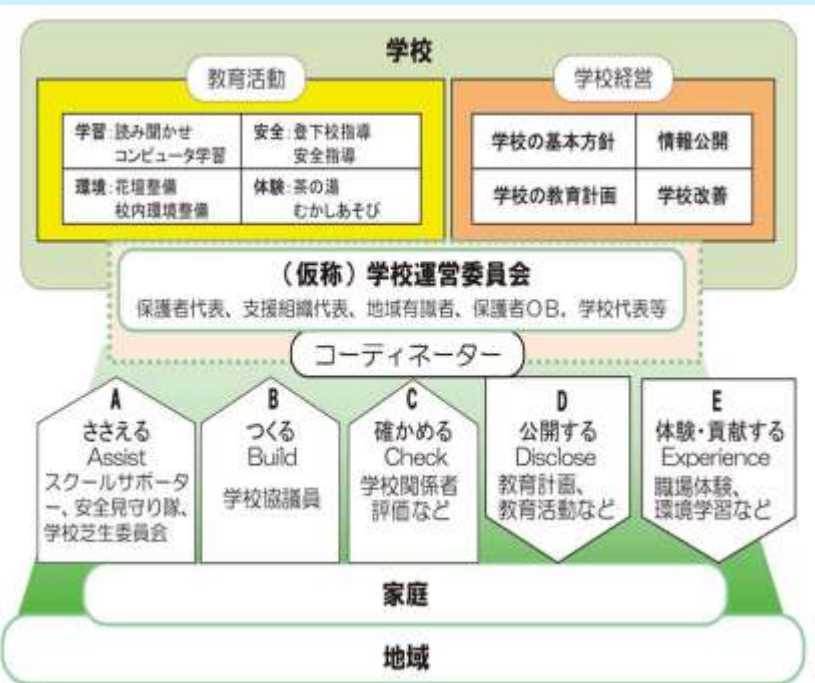 学校
教育活動
学習:読み聞かせ
コンピュータ学習
安全:登下校指導
安全指導
環境:花壇整備
校内環境整備
体験:茶の湯
むかしあそび
学校経営
学校の基本方針
情報公開
学校の教育計画
学校改善
(仮称)学校運営委員会
保護者代表、支援組織代表、地域有識者、保護者OB,学校代表等
コーディネーター
A
ささえる
Assist
スクールサポータ
ー、安全見守り隊、
学校芝生委員会
B
つくる
Build
学校協議員
C
確かめる
Check
学校関係者
評価など
D
公開する
Disclose
教育計画、
教育活動など
E
体験・貢献する
Experience
職場体験、
環境学習など
家庭
地域